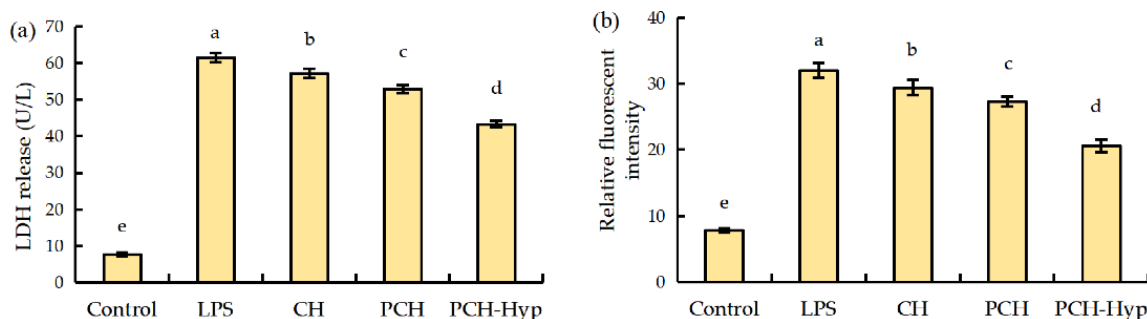 (a)
LDH release (U/L)
70
60
50
40
30
20
10
0
e
a
b
c
d
Control LPS CH PCH PCH-Hyp
(b)
Relative fluorescent
intensity
40
30
20
10
0
e
a
b
c
d
Control LPS CH PCH PCH-Hyp